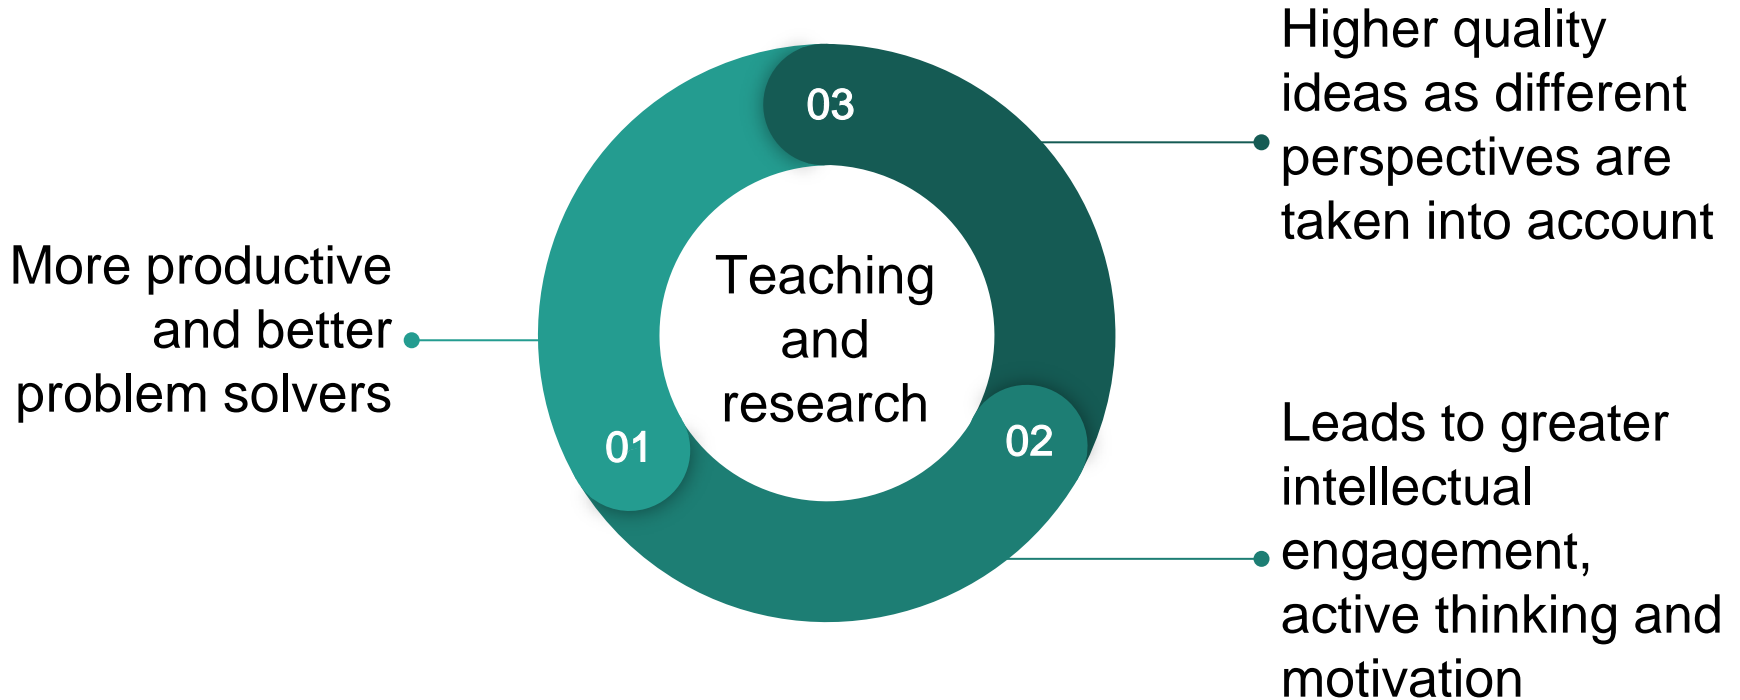 More productive
and better
problem solvers
01
Teaching
and
research
02
Leads to greater
intellectual
engagement,
active thinking and
motivation
03
Higher quality
ideas as different
perspectives are
taken into account